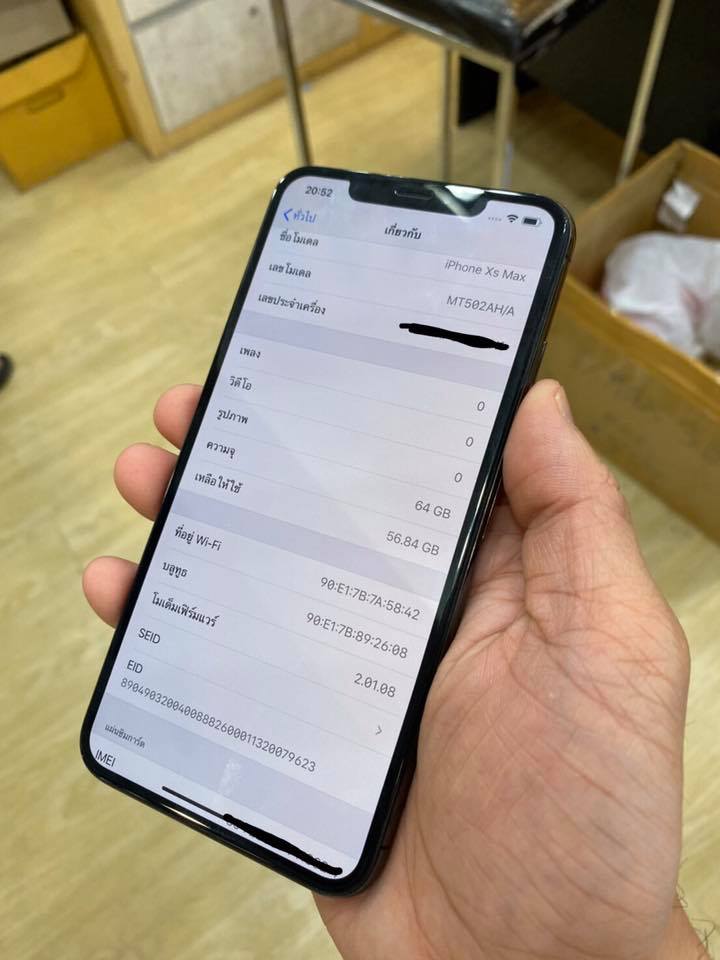 20:52
ทั่วไป
เกี่ยวกับ
ชื่อโมเดล
iPhone Xs Max
เลขโมเดล
MT502AH/A
เลขประจำเครื่อง
เพลง
0
วิดีโอ
0
รูปภาพ
0
ความจุ
64 GB
เหลือให้ใช้
56.84 GB
ที่อยู่ Wi-Fi
90:E1:7B:7A:58:42
บลูทูธ
90:E1:7B:89:26:08
โมเด็มเฟิร์มแวร์
2.01.08
SEID
EID
89049032004008882600011320079623
แผ่นซิมการ์ด
IMEI